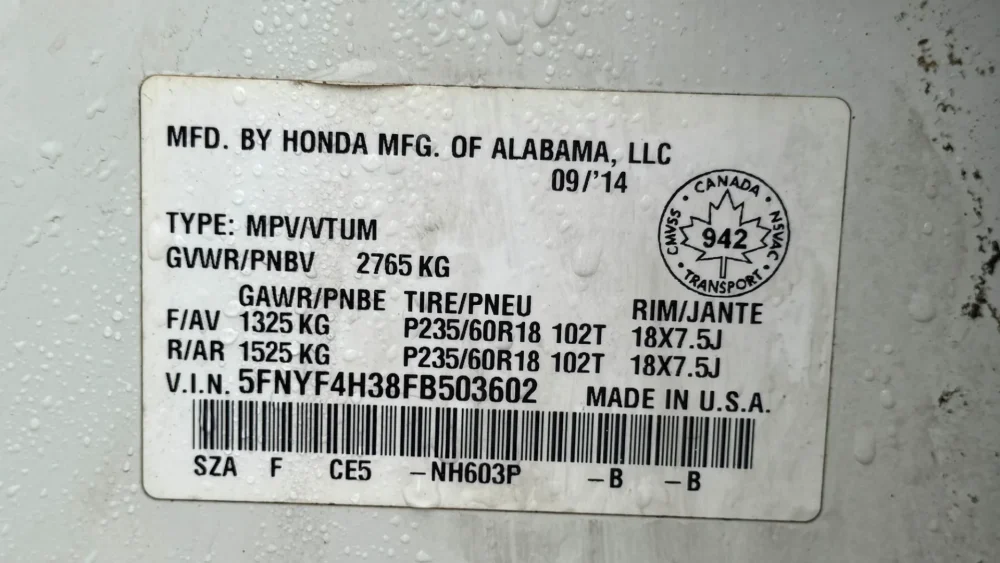 MFD. BY HONDA MFG. OF ALABAMA, LLC
09/'14
CANADA
CMVSS
942
NSVAC
TRANSPORT
TYPE: MPV/VTUM
GVWR/PNBV 2765 KG
GAWR/PNBE TIRE/PNEU RIM/JANTE
F/AV 1325 KG P235/60R18 102T 18X7.5J
R/AR 1525 KG P235/60R18 102T 18X7.5J
V.I.N. 5FNYF4H38FB503602 MADE IN U.S.A.
SZA F CE5 -NH603P -B -B